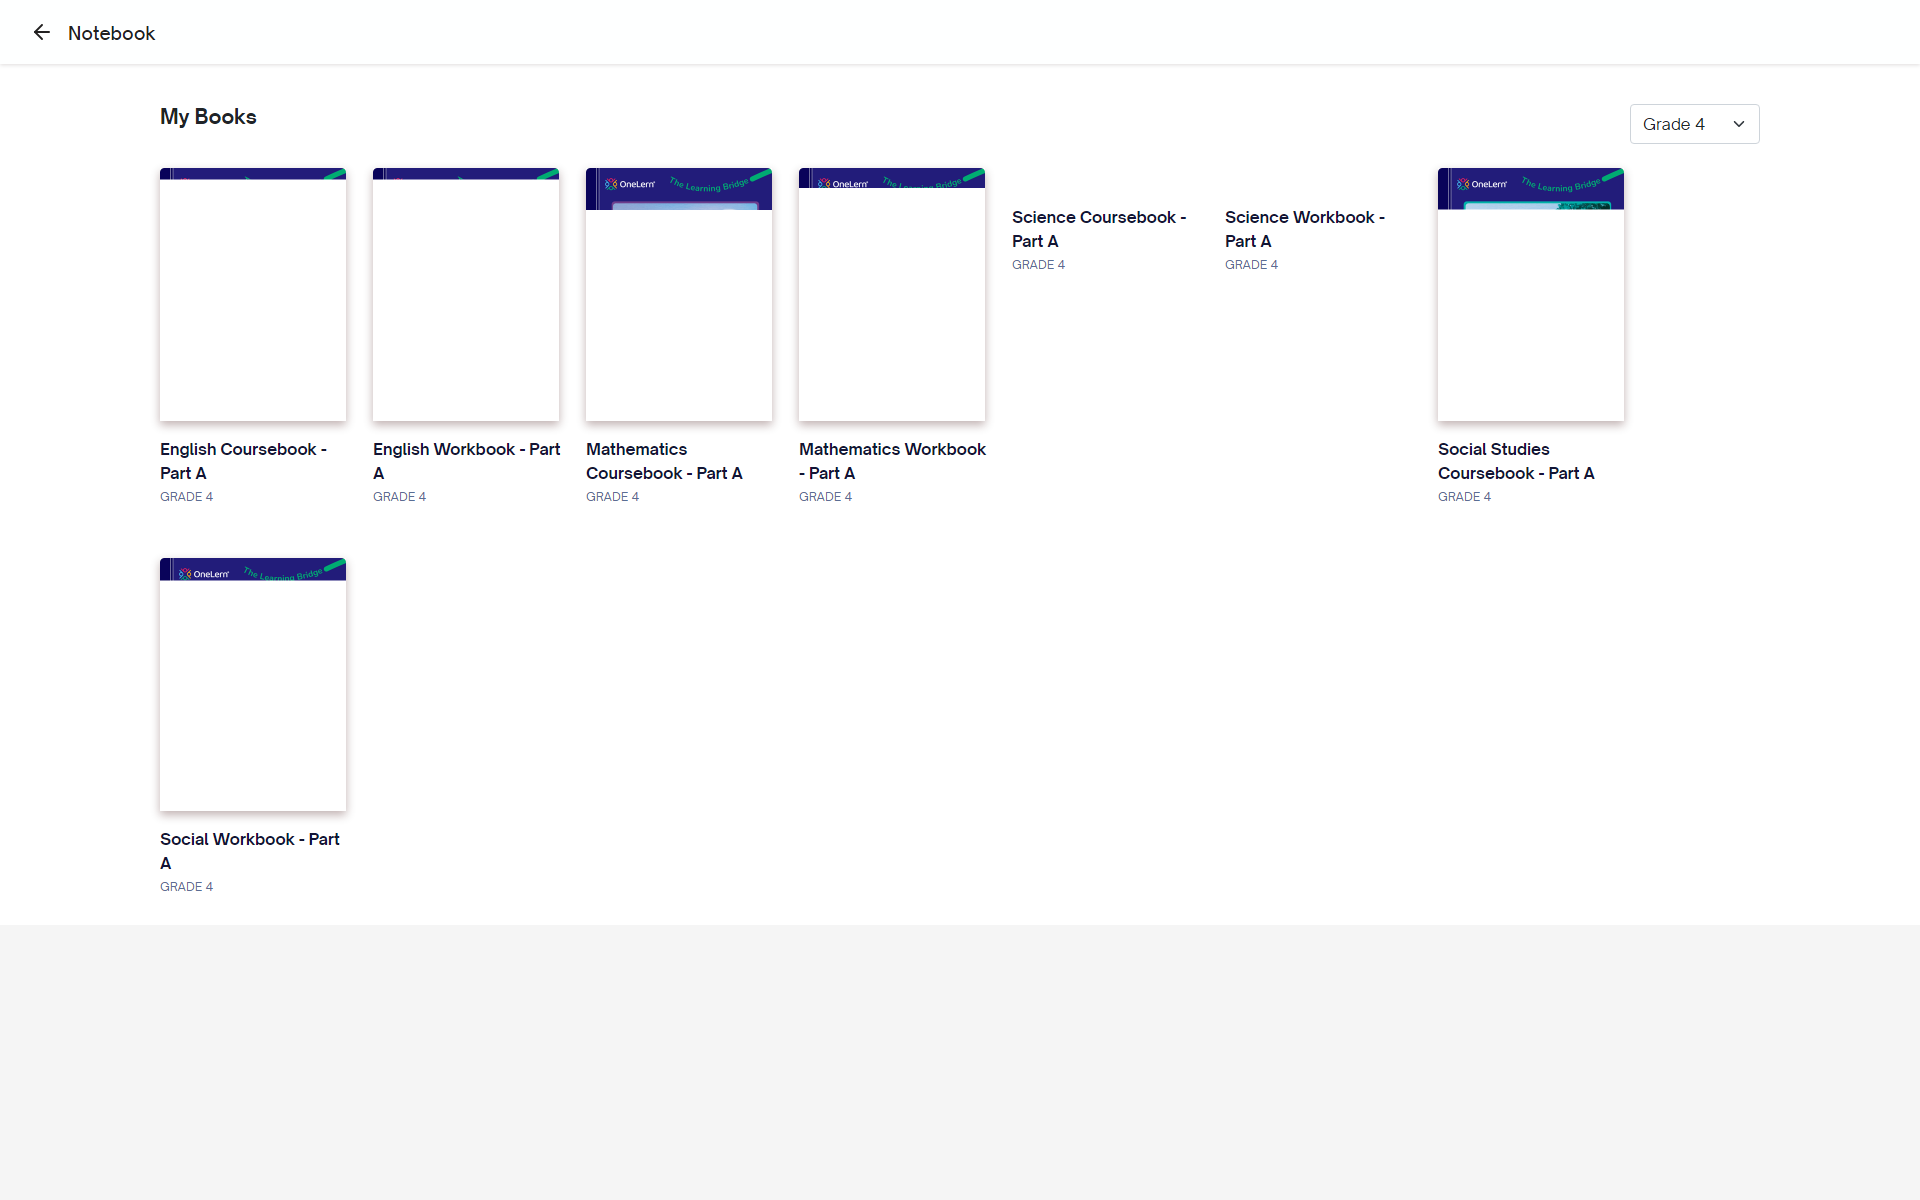 Notebook
My Books
Grade 4
OneLern
The Learning Bridge
OneLern
The Learning Bridge
OneLern
The Learning Bridge
Science Coursebook -
Part A
GRADE 4
Science Workbook -
Part A
GRADE 4
English Coursebook -
Part A
GRADE 4
English Workbook - Part
A
GRADE 4
Mathematics
Coursebook - Part A
GRADE 4
Mathematics Workbook
- Part A
GRADE 4
Social Studies
Coursebook - Part A
GRADE 4
OneLern
The Learning Bridge
Social Workbook - Part
A
GRADE 4